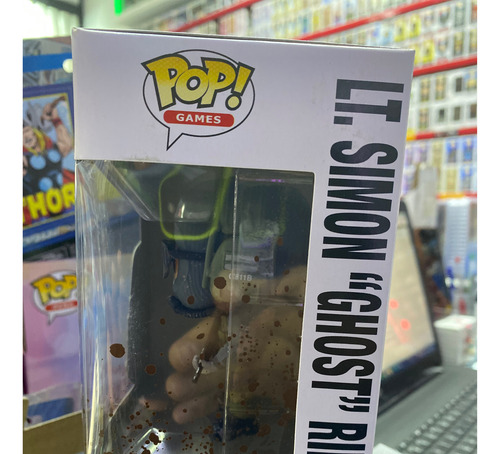 POP!
GAMES
LT. SIMON "GHOST" RI
THOR
POP!